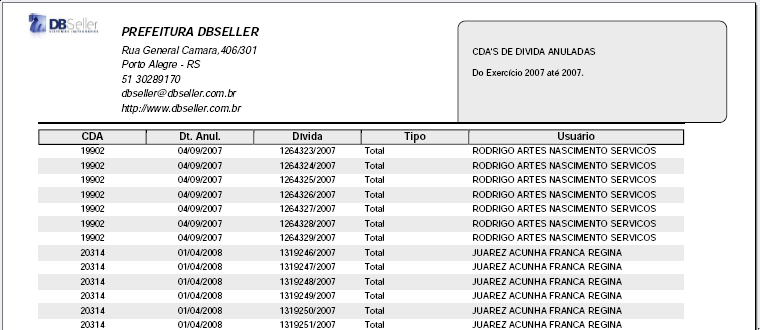 DBSeller
PREFEITURA DBSELLER
Rua General Camara,406/301
Porto Alegre - RS
51 30289170
dbseller@dbseller.com.br
http://www.dbseller.com.br
CDA'S DE DIVIDA ANULADAS
Do Exercício 2007 até 2007.
CDA Dt. Anul. Divida Tipo Usuário
19902 04/09/2007 1264323/2007 Total RODRIGO ARTES NASCIMENTO SERVICOS
19902 04/09/2007 1264324/2007 Total RODRIGO ARTES NASCIMENTO SERVICOS
19902 04/09/2007 1264325/2007 Total RODRIGO ARTES NASCIMENTO SERVICOS
19902 04/09/2007 1264326/2007 Total RODRIGO ARTES NASCIMENTO SERVICOS
19902 04/09/2007 1264327/2007 Total RODRIGO ARTES NASCIMENTO SERVICOS
19902 04/09/2007 1264328/2007 Total RODRIGO ARTES NASCIMENTO SERVICOS
19902 04/09/2007 1264329/2007 Total RODRIGO ARTES NASCIMENTO SERVICOS
20314 01/04/2008 1319246/2007 Total JUAREZ ACUNHA FRANCA REGINA
20314 01/04/2008 1319247/2007 Total JUAREZ ACUNHA FRANCA REGINA
20314 01/04/2008 1319248/2007 Total JUAREZ ACUNHA FRANCA REGINA
20314 01/04/2008 1319249/2007 Total JUAREZ ACUNHA FRANCA REGINA
20314 01/04/2008 1319250/2007 Total JUAREZ ACUNHA FRANCA REGINA
20314 01/04/2008 1319251/2007 Total JUAREZ ACUNHA FRANCA REGINA